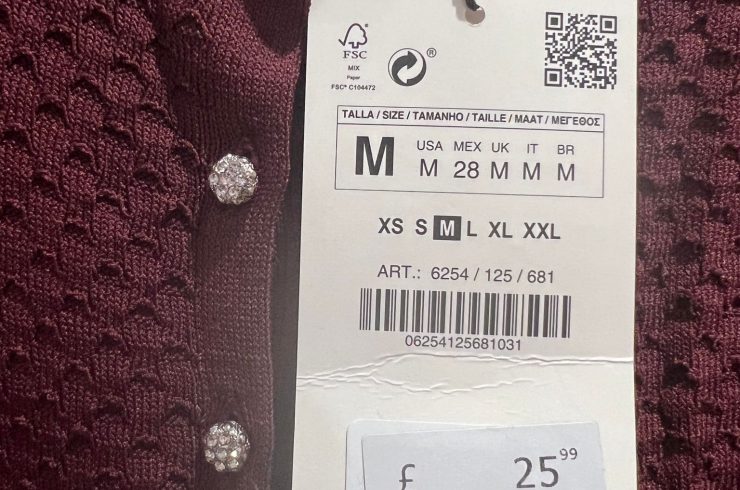 FSC
MIX
Paper
FSC® C104472
®
TALLA / SIZE / TAMANHO / TAILLE / MAAT / ΜΕΓΕΘΟΣ
M
USA MEX UK IT BR
M 28 M M M
XS S M L XL XXL
ART.: 6254 / 125 / 681
06254125681031
£ 25 99